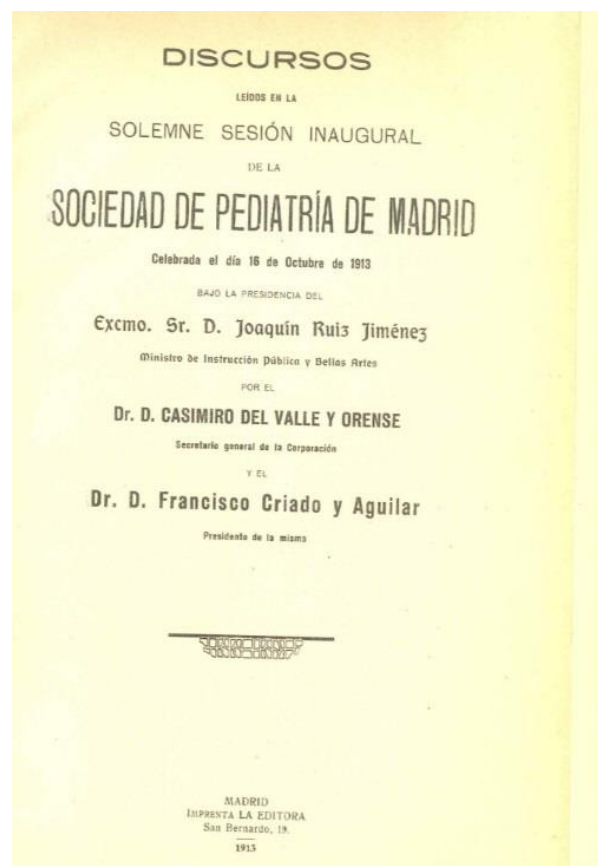 DISCURSOS
LEÍDOS EN LA
SOLEMNE SESIÓN INAUGURAL
DE LA
SOCIEDAD DE PEDIATRÍA DE MADRID
Celebrada el día 16 de Octubre de 1913
BAJO LA PRESIDENCIA DEL
Excmo. Sr. D. Joaquín Ruiz Jiménez
Ministro de Instrucción Pública y Bellas Artes
POR EL
Dr. D. CASIMIRO DEL VALLE Y ORENSE
Secretario general de la Corporación
Y EL
Dr. D. Francisco Criado y Aguilar
Presidente de la misma
MADRID
IMPRENTA LA EDITORA
San Bernardo, 19.
1913